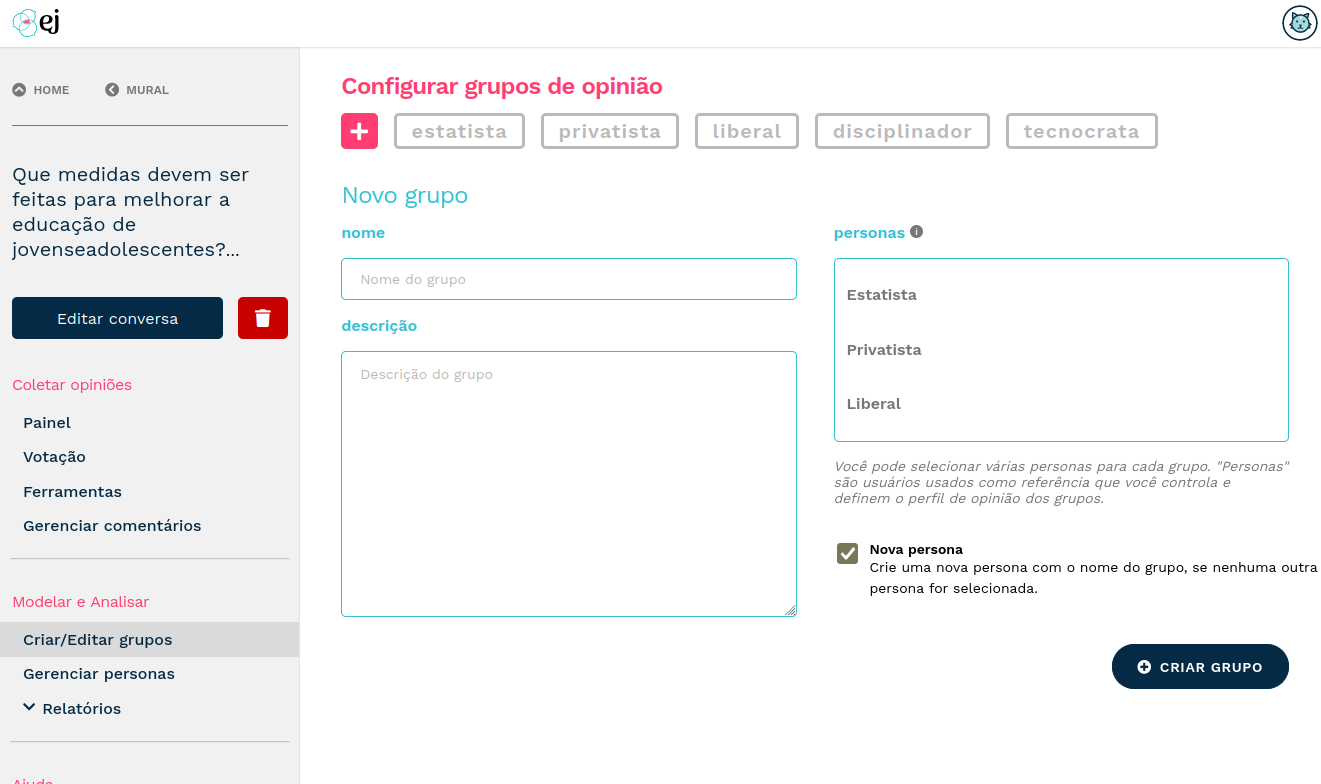 ej
HOME
MURAL
Que medidas devem ser
feitas para melhorar a
educação de
jovenseadolescentes?...
Editar conversa
Coletar opiniões
Painel
Votação
Ferramentas
Gerenciar comentários
Modelar e Analisar
Criar/Editar grupos
Gerenciar personas
Relatórios
Ajuda
Configurar grupos de opinião
estatista
privatista
liberal
disciplinador
tecnocrata
Novo grupo
nome
Nome do grupo
descrição
Descrição do grupo
personas
Estatista
Privatista
Liberal
Você pode selecionar várias personas para cada grupo. "Personas"
são usuários usados como referência que você controla e
definem o perfil de opinião dos grupos.
Nova persona
Crie uma nova persona com o nome do grupo, se nenhuma outra
persona for selecionada.
CRIAR GRUPO